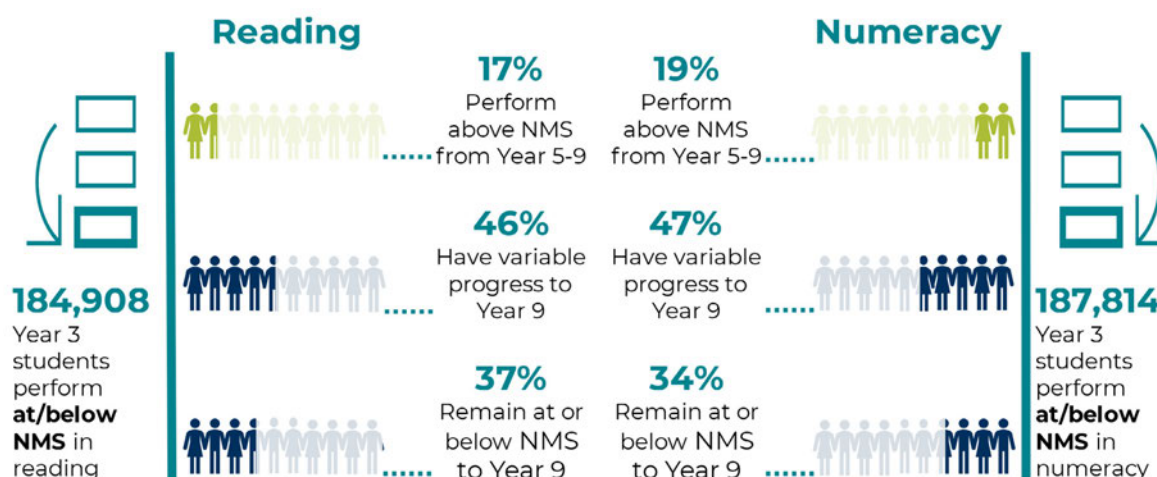 Reading
Numeracy
17%
Perform
above NMS
from Year 5-9
19%
Perform
above NMS
from Year 5-9
46%
Have variable
progress to
Year 9
47%
Have variable
progress to
Year 9
37%
Remain at or
below NMS
to Year 9
34%
Remain at or
below NMS
to Year 9
184,908
Year 3
students
perform
at/below
NMS in
reading
187,814
Year 3
students
perform
at/below
NMS in
numeracy